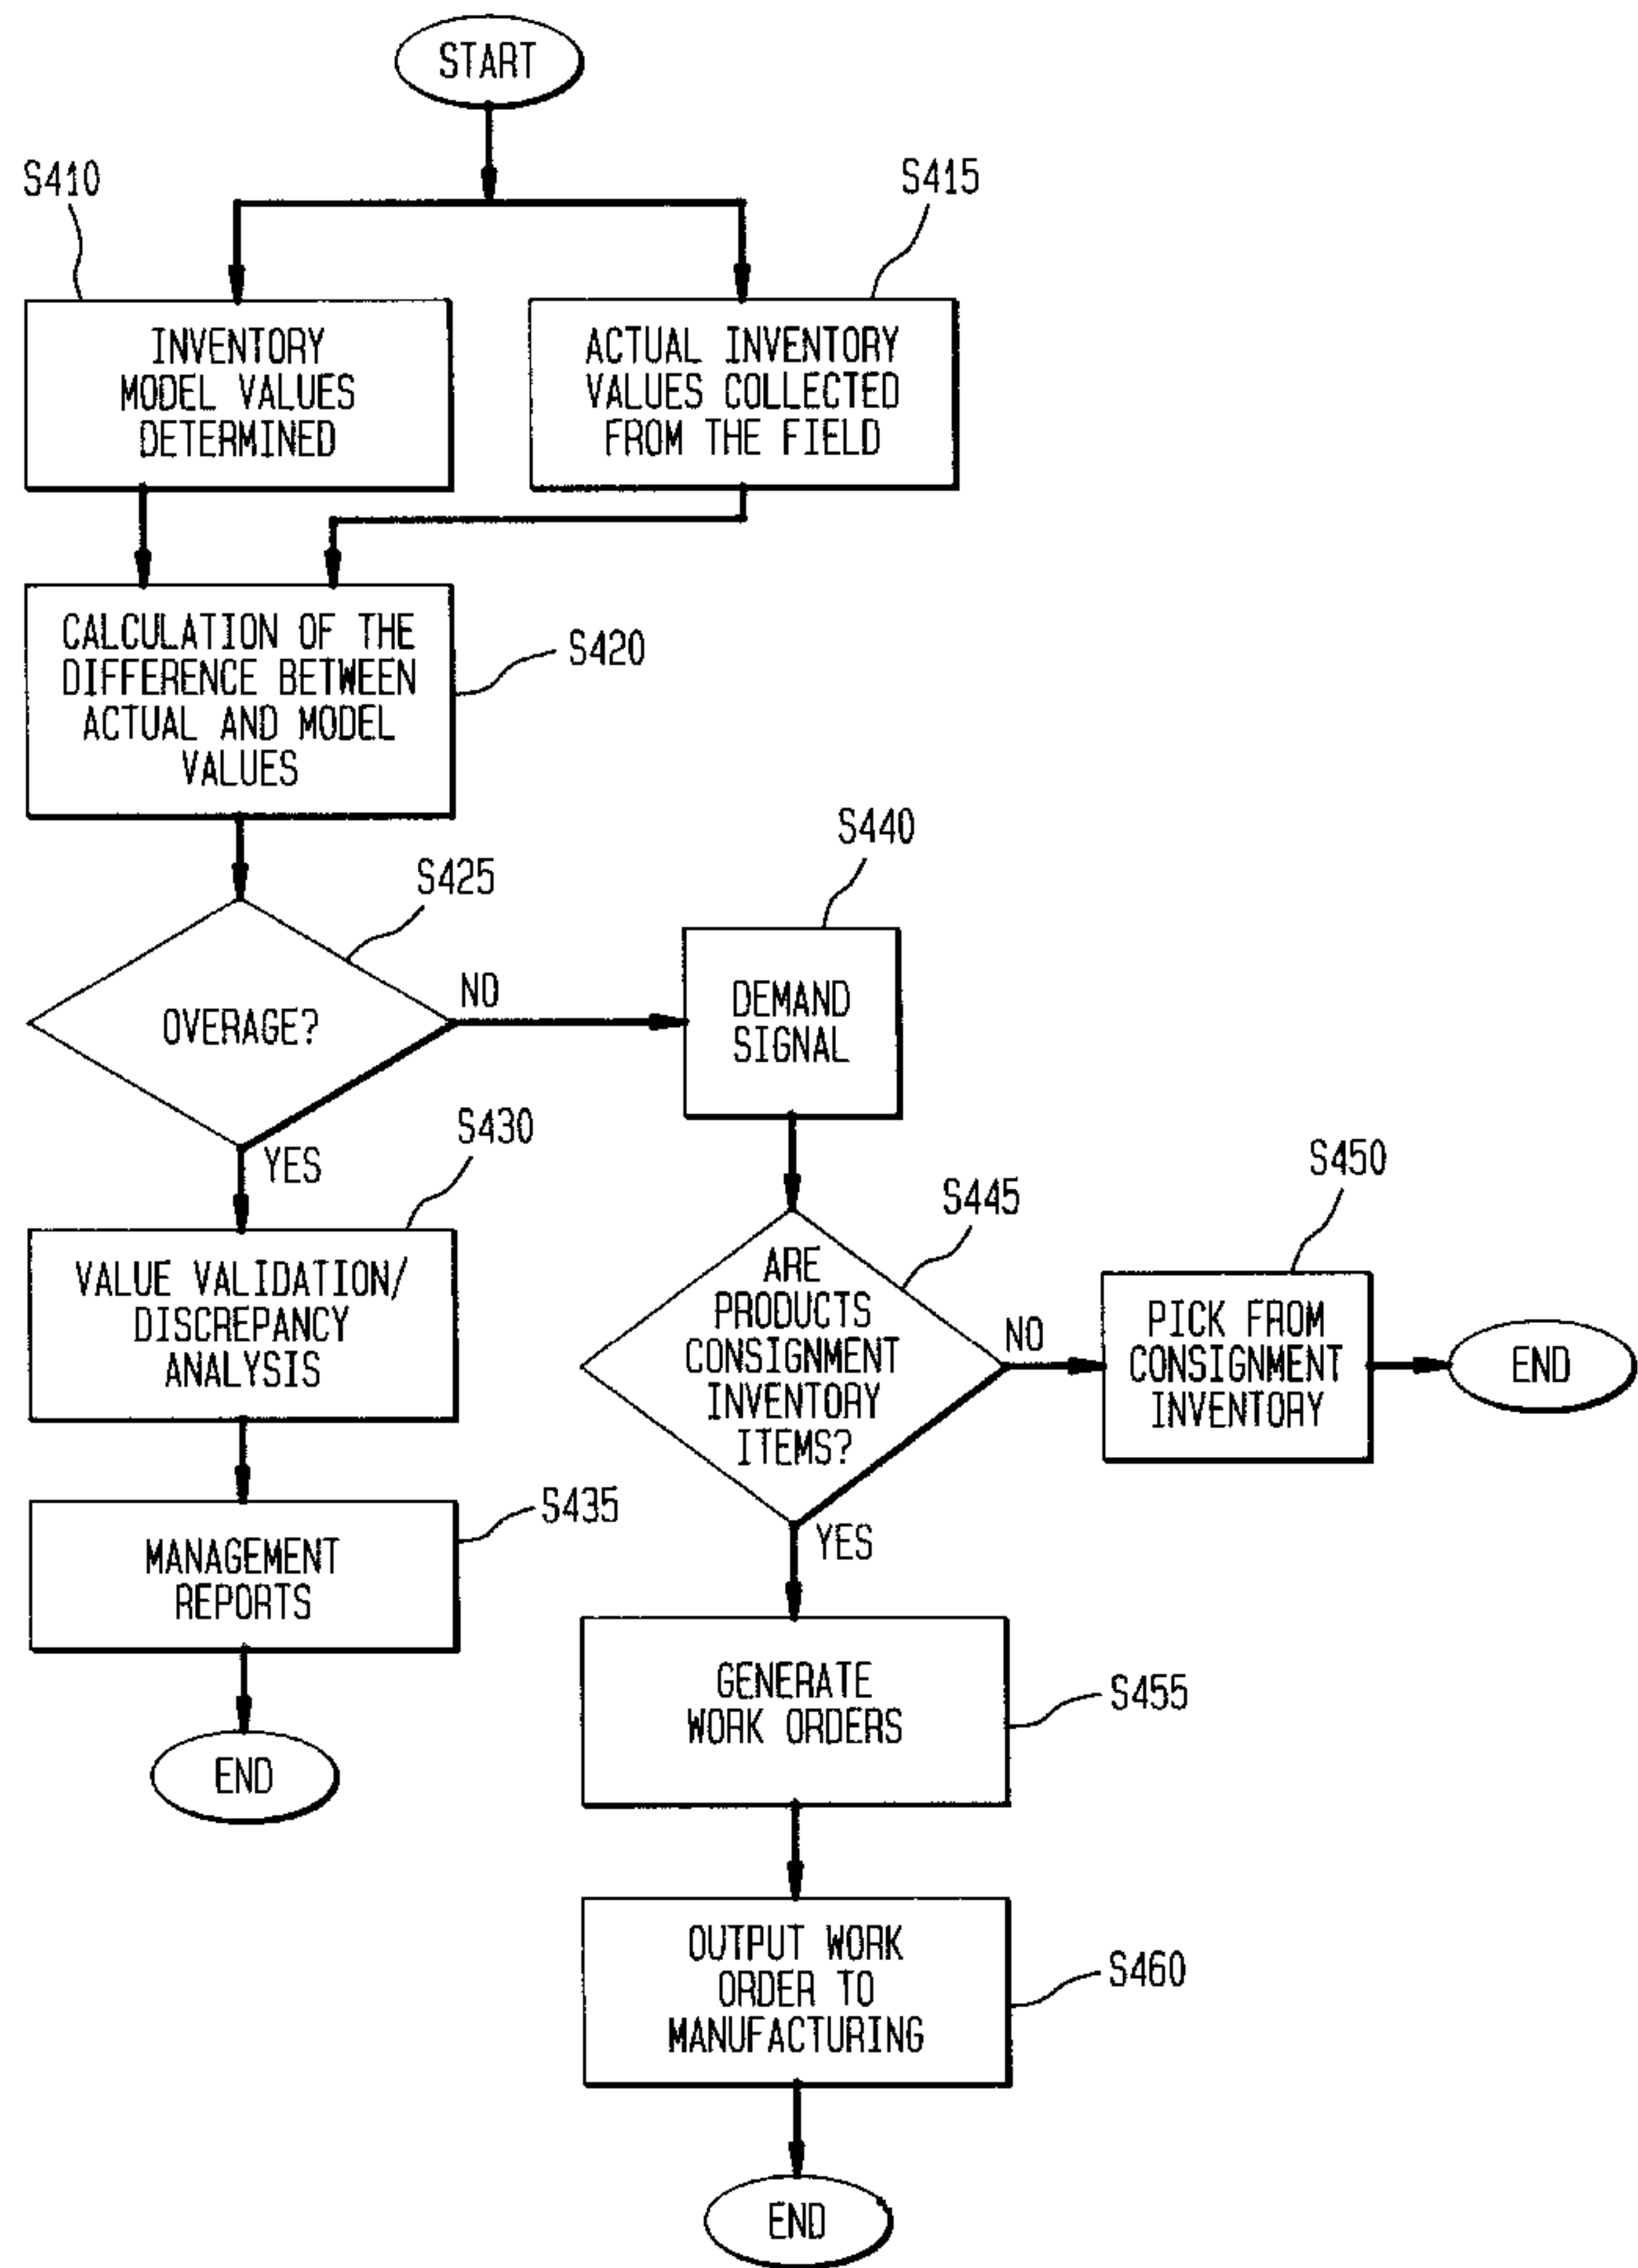 START
S410
S415
INVENTORY
MODEL VALUES
DETERMINED
ACTUAL INVENTORY
VALUES COLLECTED
FROM THE FIELD
CALCULATION OF THE
DIFFERENCE BETWEEN
ACTUAL AND MODEL
VALUES
S420
S425
OVERAGE?
NO
YES
S440
DEMAND
SIGNAL
S430
VALUE VALIDATION/
DISCREPANCY
ANALYSIS
S435
MANAGEMENT
REPORTS
END
S445
ARE
PRODUCTS
CONSIGNMENT
INVENTORY
ITEMS?
NO
YES
S450
PICK FROM
CONSIGNMENT
INVENTORY
END
GENERATE
WORK ORDERS
S455
OUTPUT WORK
ORDER TO
MANUFACTURING
S460
END